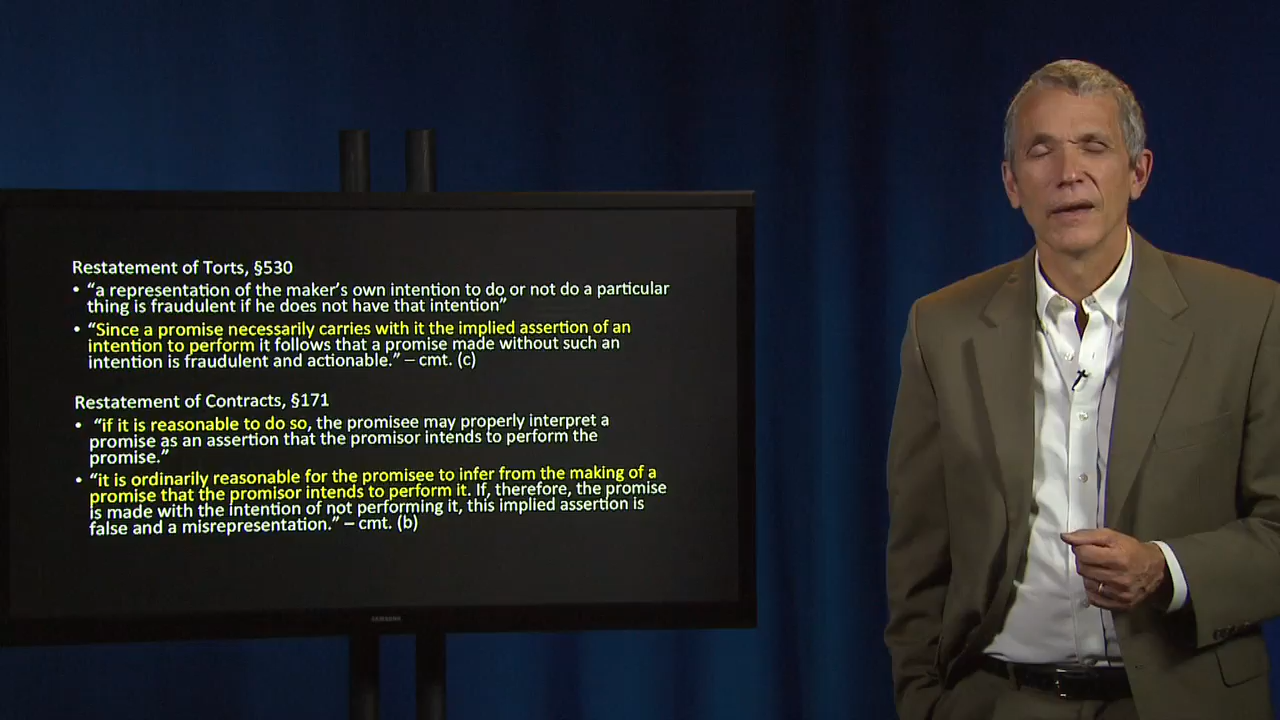 Restatement of Torts, §530
• “a representation of the maker’s own intention to do or not do a particular
thing is fraudulent if he does not have that intention”
• “Since a promise necessarily carries with it the implied assertion of an
intention to perform it follows that a promise made without such an
intention is fraudulent and actionable.” – cmt. (c)
Restatement of Contracts, §171
• “if it is reasonable to do so, the promisee may properly interpret a
promise as an assertion that the promisor intends to perform the
promise.”
• “it is ordinarily reasonable for the promisee to infer from the making of a
promise that the promisor intends to perform it. If, therefore, the promise
is made with the intention of not performing it, this implied assertion is
false and a misrepresentation.” – cmt. (b)
SAMSUNG